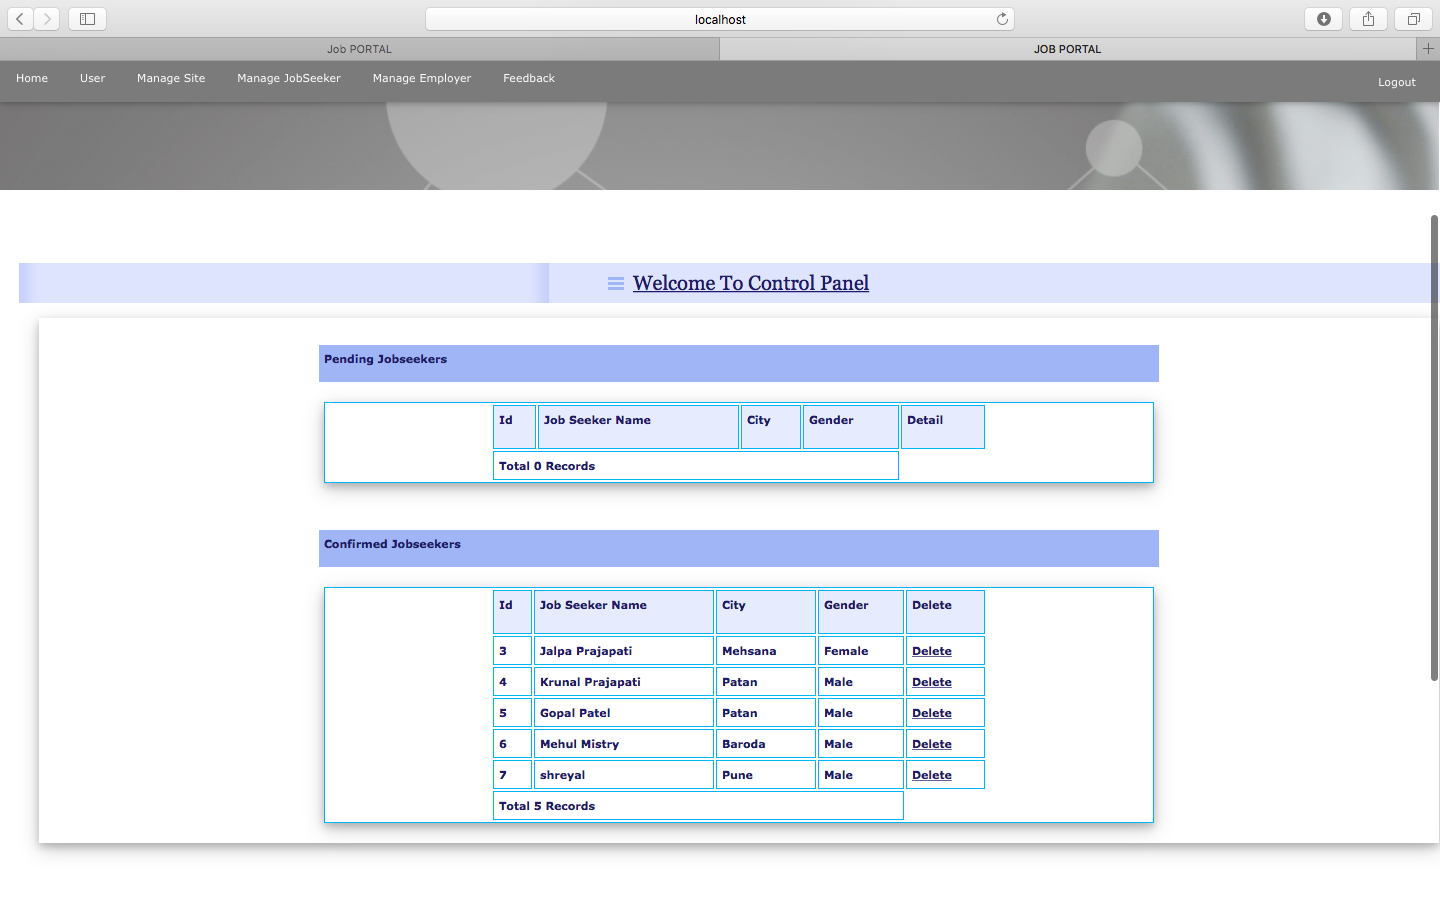 localhost
Job PORTAL
JOB PORTAL
Home User Manage Site Manage JobSeeker Manage Employer Feedback Logout
Welcome To Control Panel
Pending Jobseekers
Id Job Seeker Name City Gender Detail
Total 0 Records
Confirmed Jobseekers
Id Job Seeker Name City Gender Delete
3 Jalpa Prajapati Mehsana Female Delete
4 Krunal Prajapati Patan Male Delete
5 Gopal Patel Patan Male Delete
6 Mehul Mistry Baroda Male Delete
7 shreyal Pune Male Delete
Total 5 Records